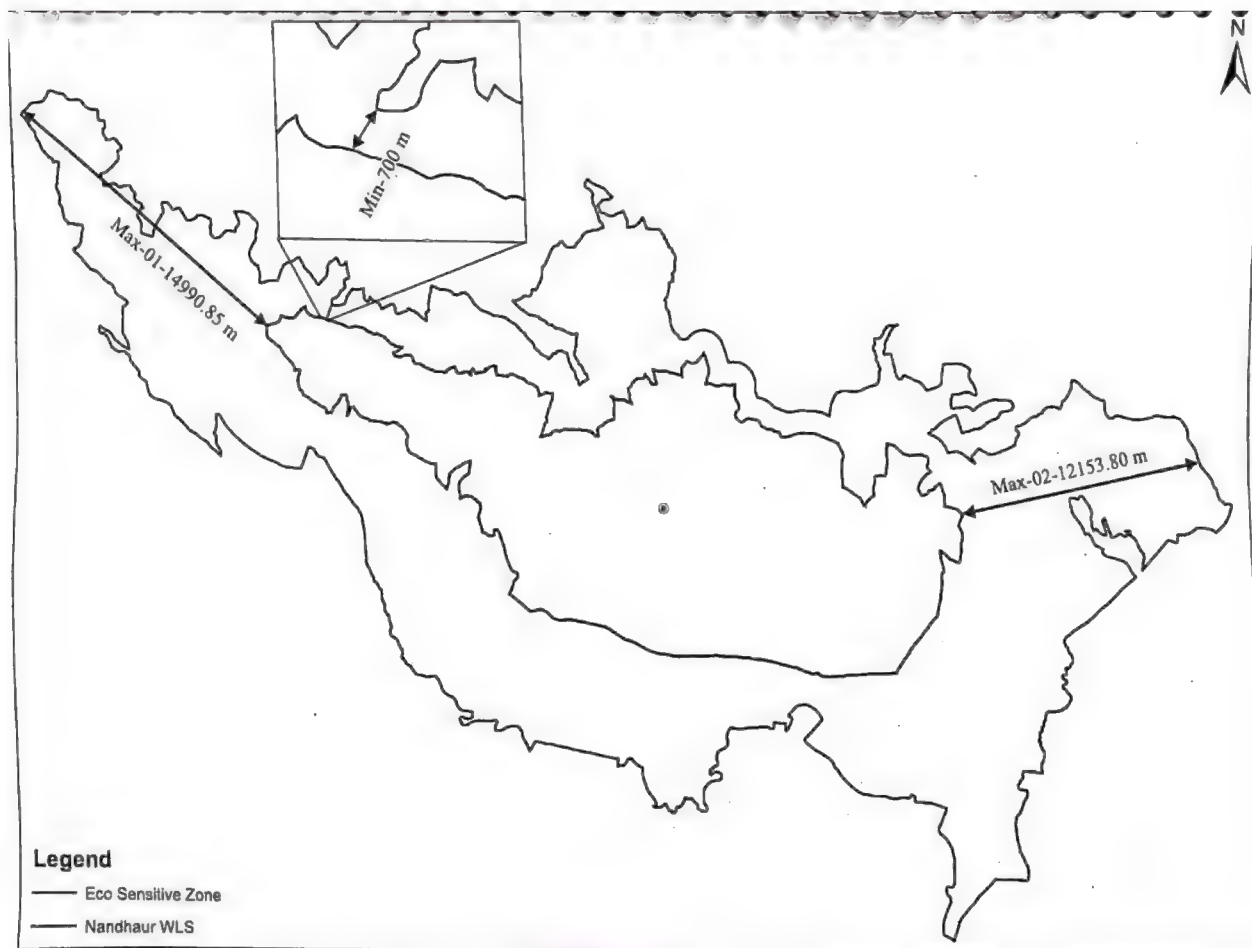 N
Min-700 m
Max-01-14990.85 m
Max-02-12153.80 m
Legend
Eco Sensitive Zone
Nandhaur WLS